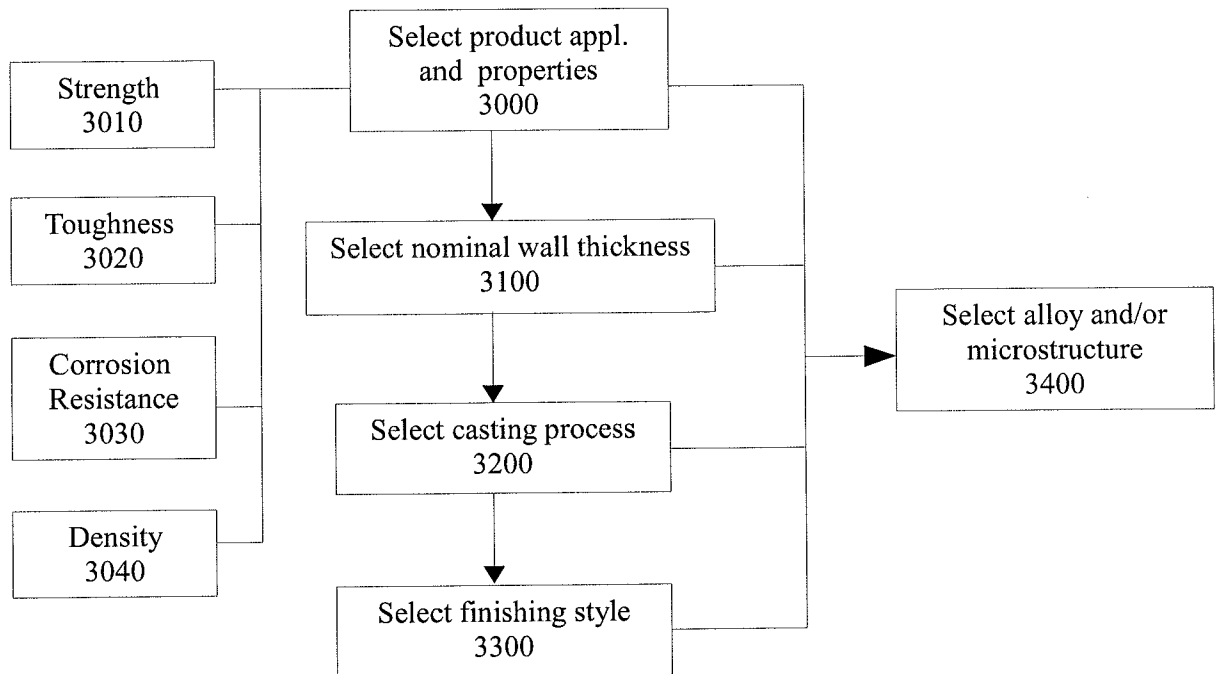 Select product appl.
and properties
3000
Strength
3010
Toughness
3020
Select nominal wall thickness
3100
Select alloy and/or
microstructure
3400
Corrosion
Resistance
3030
Select casting process
3200
Density
3040
Select finishing style
3300